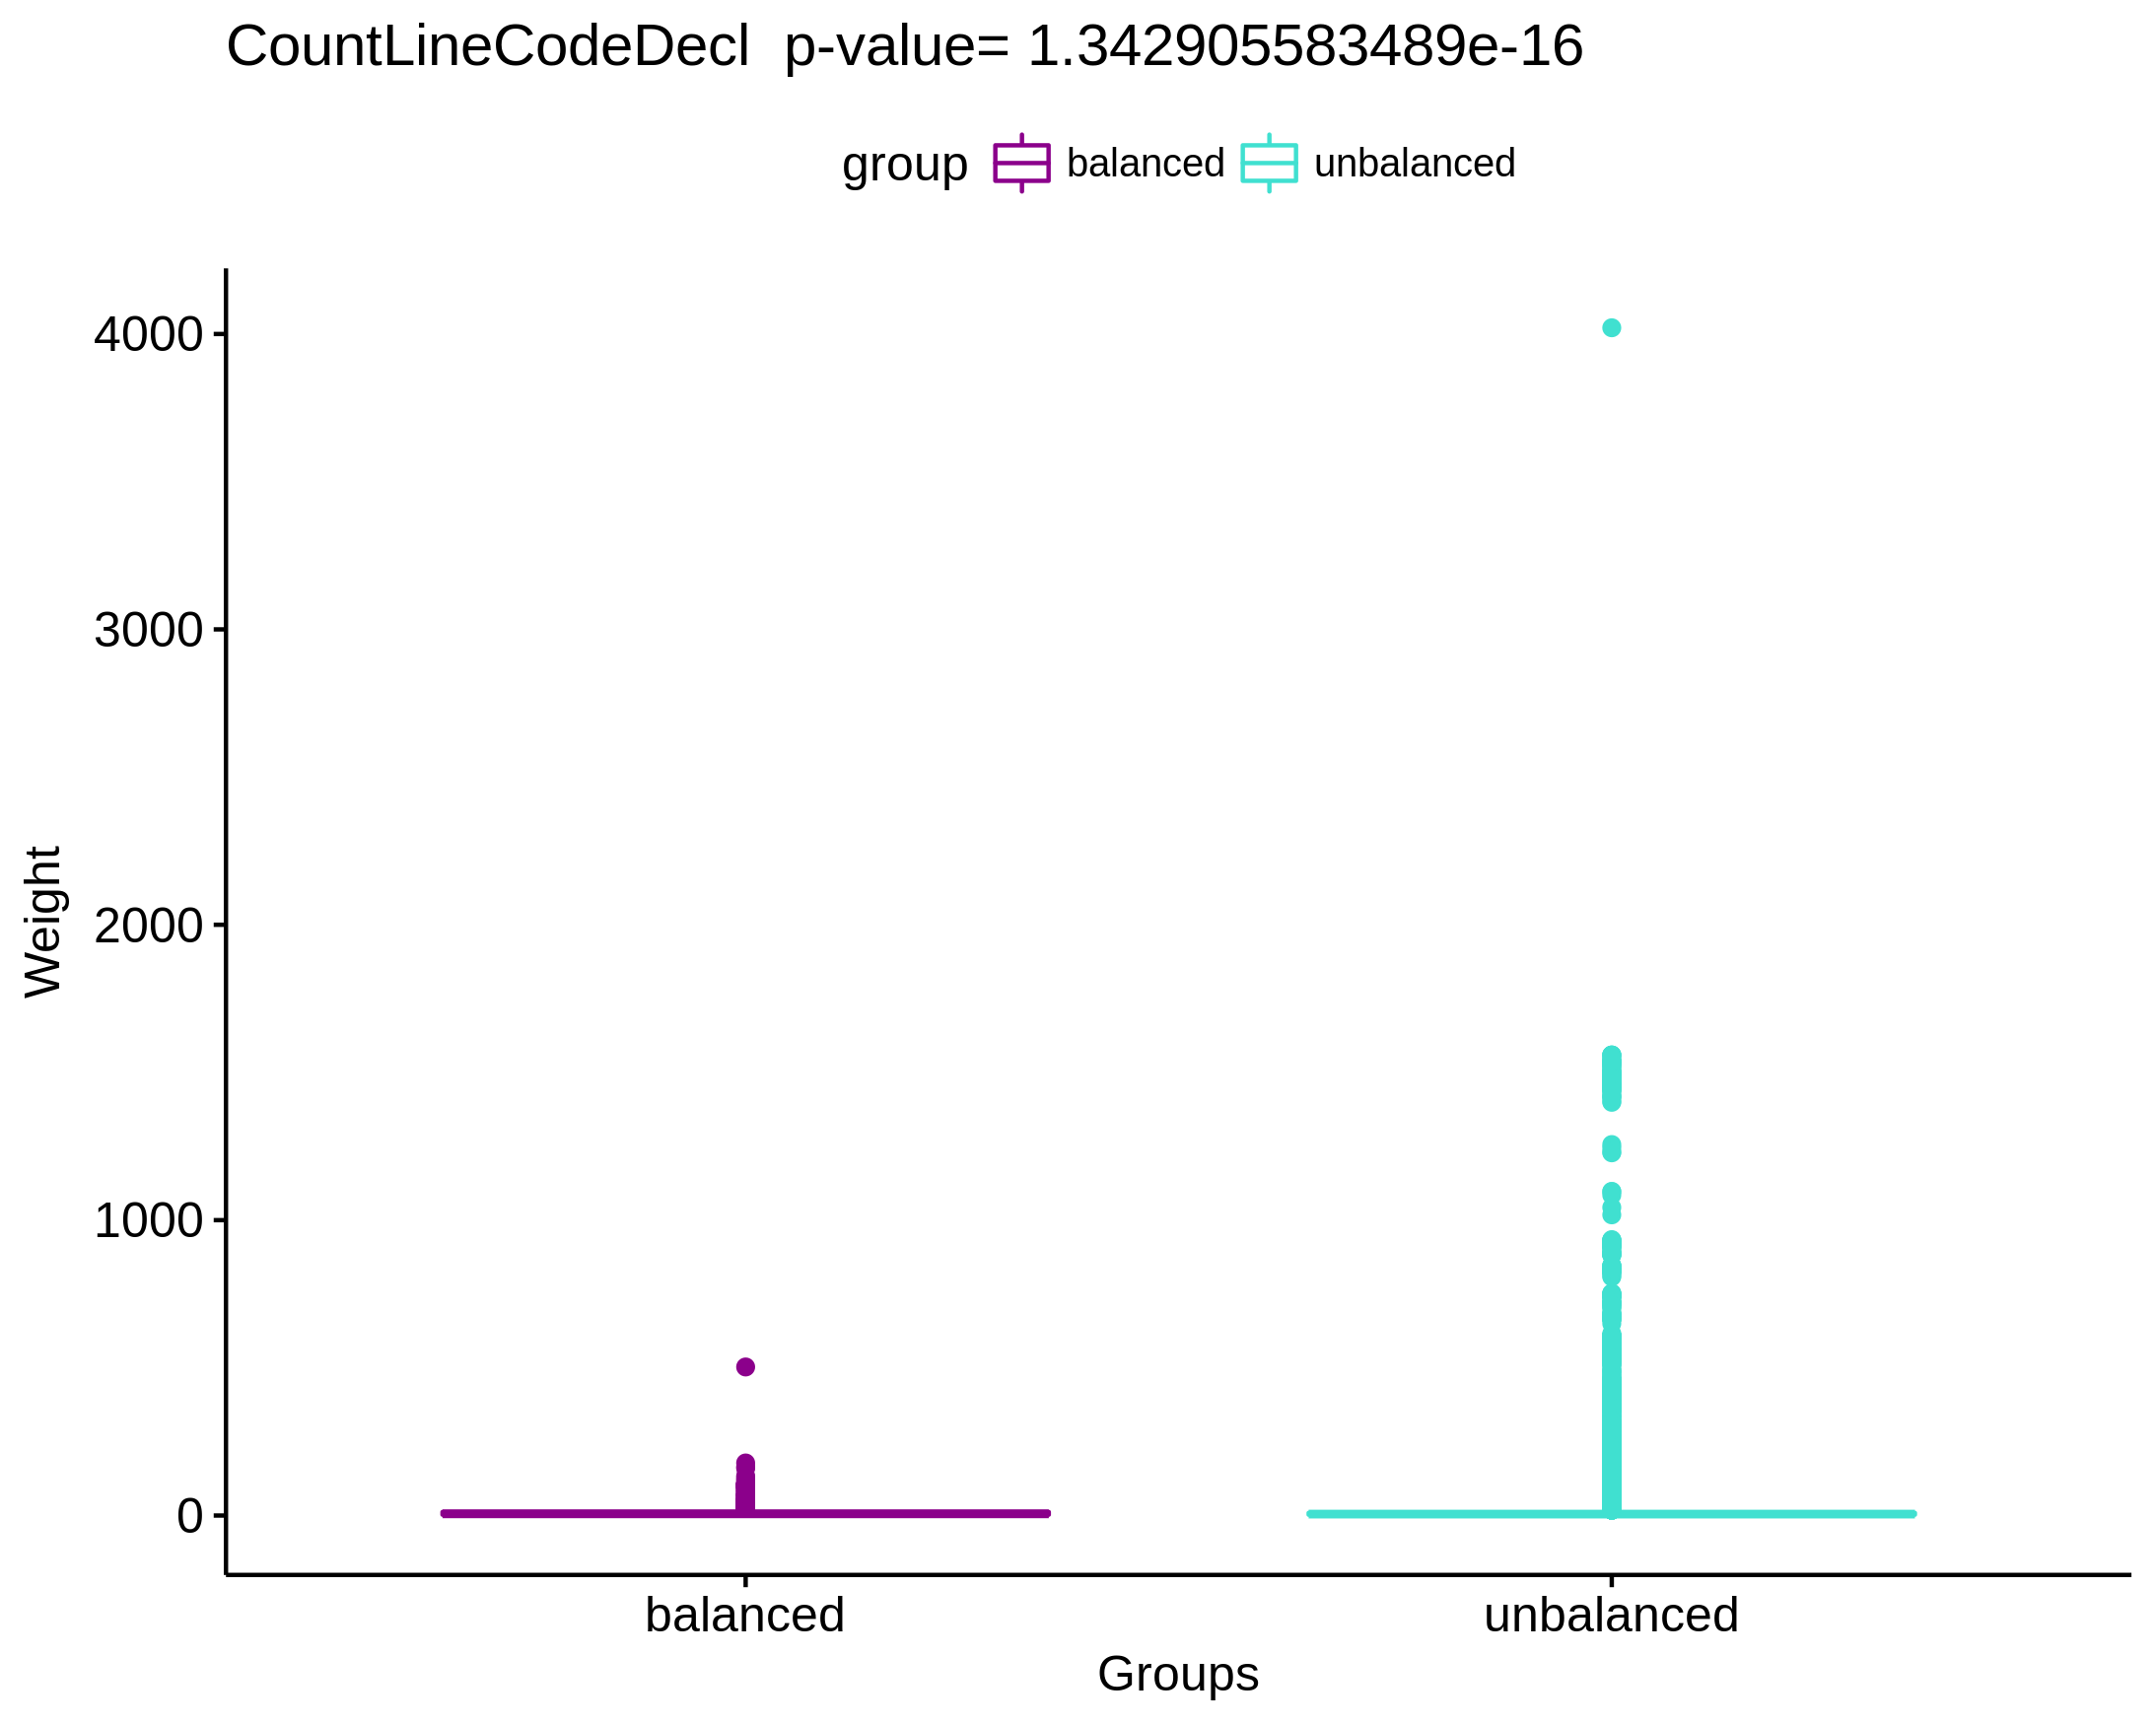 CountLineCodeDecl  p-value= 1.342905583489e-16
group balanced unbalanced
4000
3000
2000
1000
0
Weight
balanced unbalanced
Groups